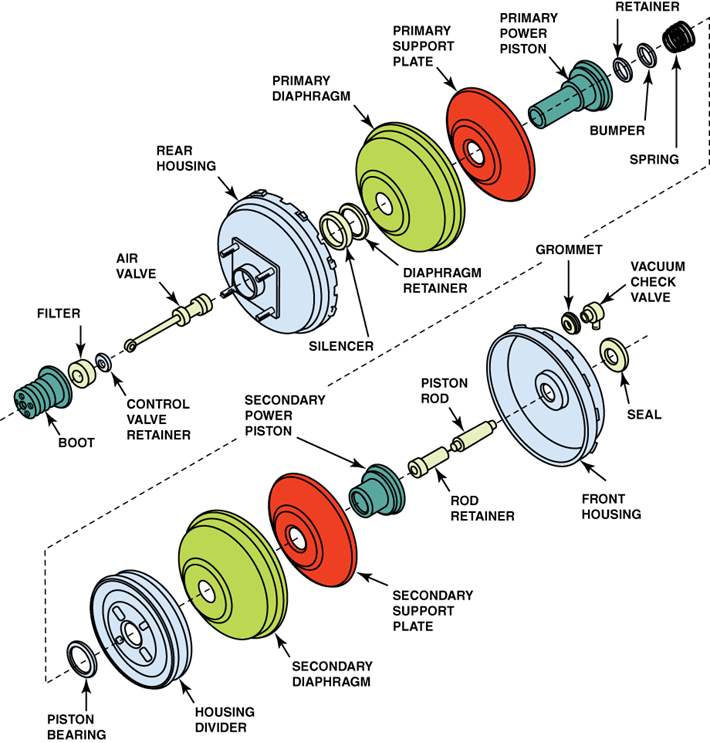 RETAINER
PRIMARY
POWER
PISTON
PRIMARY
SUPPORT
PLATE
PRIMARY
DIAPHRAGM
BUMPER
SPRING
REAR
HOUSING
AIR
VALVE
DIAPHRAGM
RETAINER
GROMMET
VACUUM
CHECK
VALVE
FILTER
SILENCER
CONTROL
VALVE
RETAINER
BOOT
SECONDARY
POWER
PISTON
PISTON
ROD
SEAL
ROD
RETAINER
FRONT
HOUSING
SECONDARY
SUPPORT
PLATE
SECONDARY
DIAPHRAGM
HOUSING
DIVIDER
PISTON
BEARING